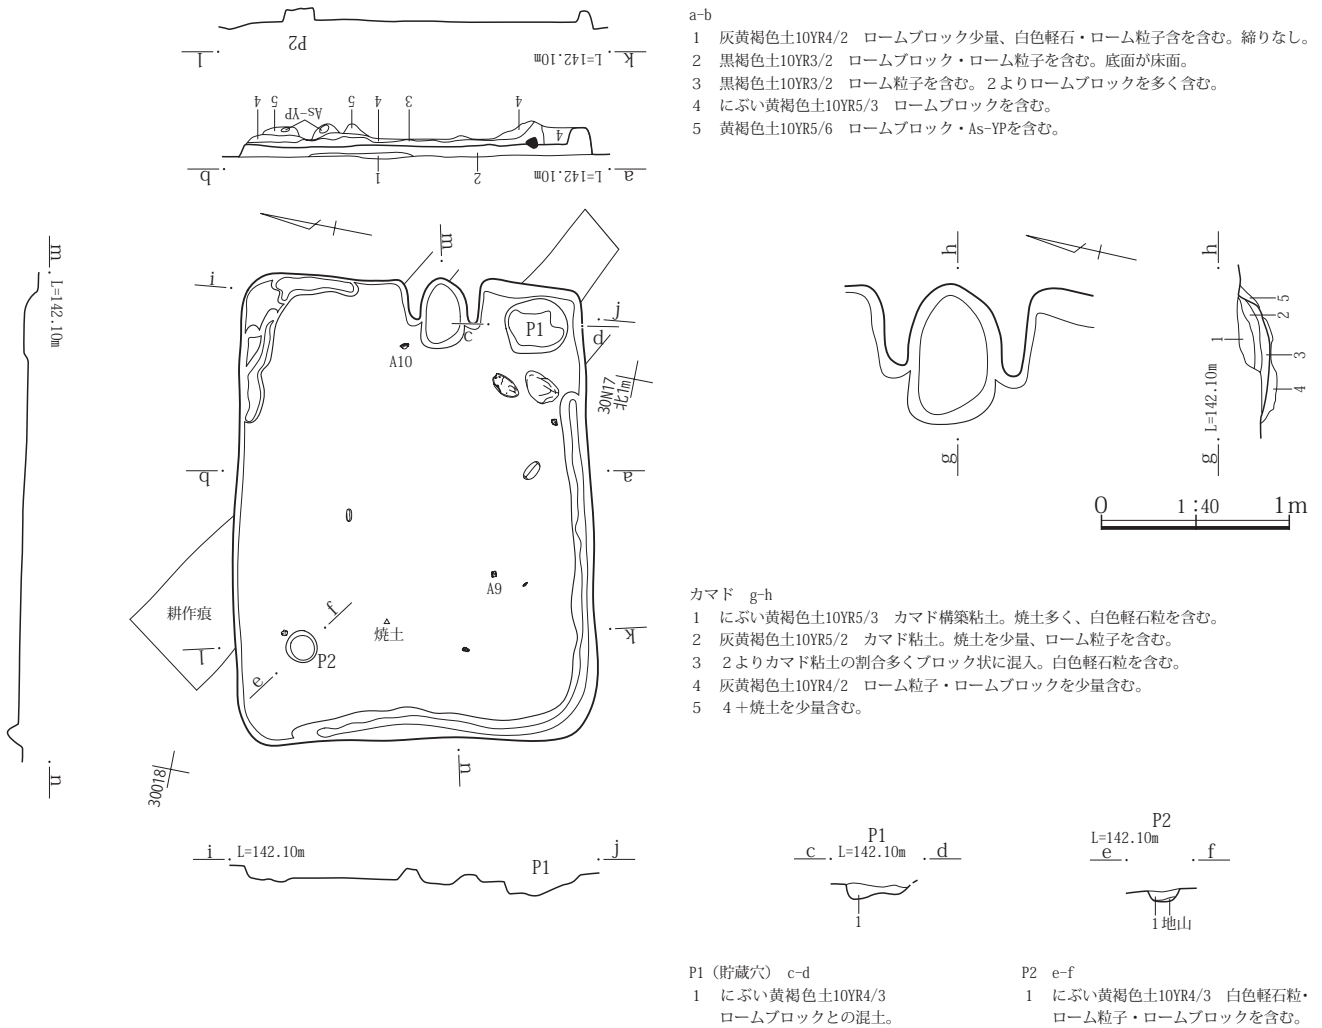 P2
l
L=142.10m
k
4
5
As-YP
5
4
3
4
4
b
1
2
L=142.10m
a
m
L=142.10m
n
i
m
c
P1
j
d
A10
30N17
北1m
b
a
耕作痕
l
f
焼土
P2
e
A9
k
30O18
n
i
L=142.10m
P1
j
a-b
1 灰黄褐色土10YR4/2 ロームブロック少量、白色軽石・ローム粒子含を含む。締りなし。
2 黒褐色土10YR3/2 ロームブロック・ローム粒子を含む。底面が床面。
3 黒褐色土10YR3/2 ローム粒子を含む。２よりロームブロックを多く含む。
4 にぶい黄褐色土10YR5/3 ロームブロックを含む。
5 黄褐色土10YR5/6 ロームブロック・As-YPを含む。
h
g
h
5
2
1
3
4
L=142.10m
g
0 1:40 1m
カマド g-h
1 にぶい黄褐色土10YR5/3 カマド構築粘土。焼土多く、白色軽石粒を含む。
2 灰黄褐色土10YR5/2 カマド粘土。焼土を少量、ローム粒子を含む。
3 ２よりカマド粘土の割合多くブロック状に混入。白色軽石粒を含む。
4 灰黄褐色土10YR4/2 ローム粒子・ロームブロックを少量含む。
5 ４＋焼土を少量含む。
P1
c L=142.10m d
1
P2
L=142.10m
e f
1 地山
P1（貯蔵穴） c-d
1 にぶい黄褐色土10YR4/3
ロームブロックとの混土。
P2 e-f
1 にぶい黄褐色土10YR4/3 白色軽石粒・
ローム粒子・ロームブロックを含む。